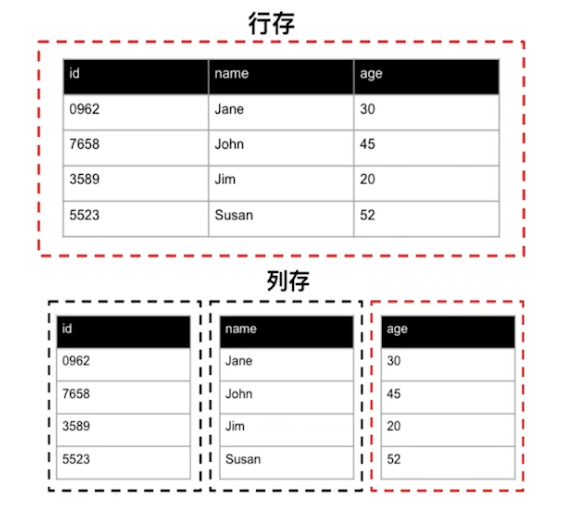 行存
id name age
0962 Jane 30
7658 John 45
3589 Jim 20
5523 Susan 52
列存
id name age
0962 Jane 30
7658 John 45
3589 Jim 20
5523 Susan 52